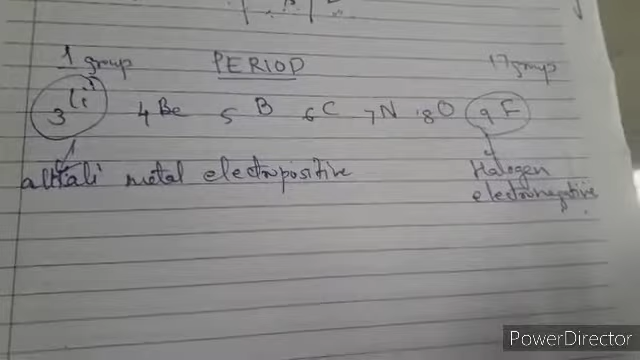 1 group PERIOD 17 group
3 Li 4 Be 5 B 6 C 7 N 8 O 9 F
alkali metal electropositive Halogen
electronegative
PowerDirector